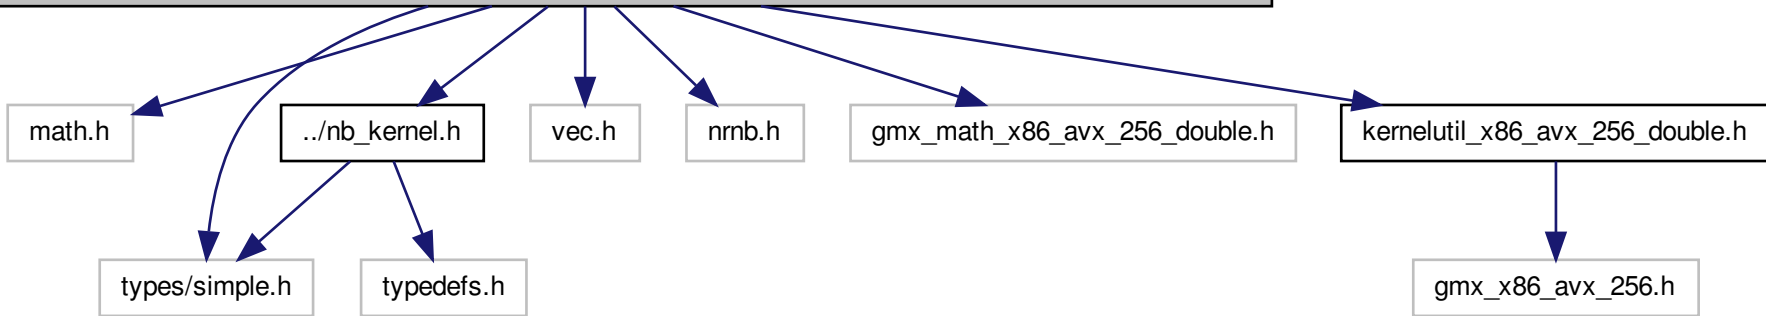 math.h
../nb_kernel.h
vec.h
nrnb.h
gmx_math_x86_avx_256_double.h
kernelutil_x86_avx_256_double.h
types/simple.h
typedefs.h
gmx_x86_avx_256.h